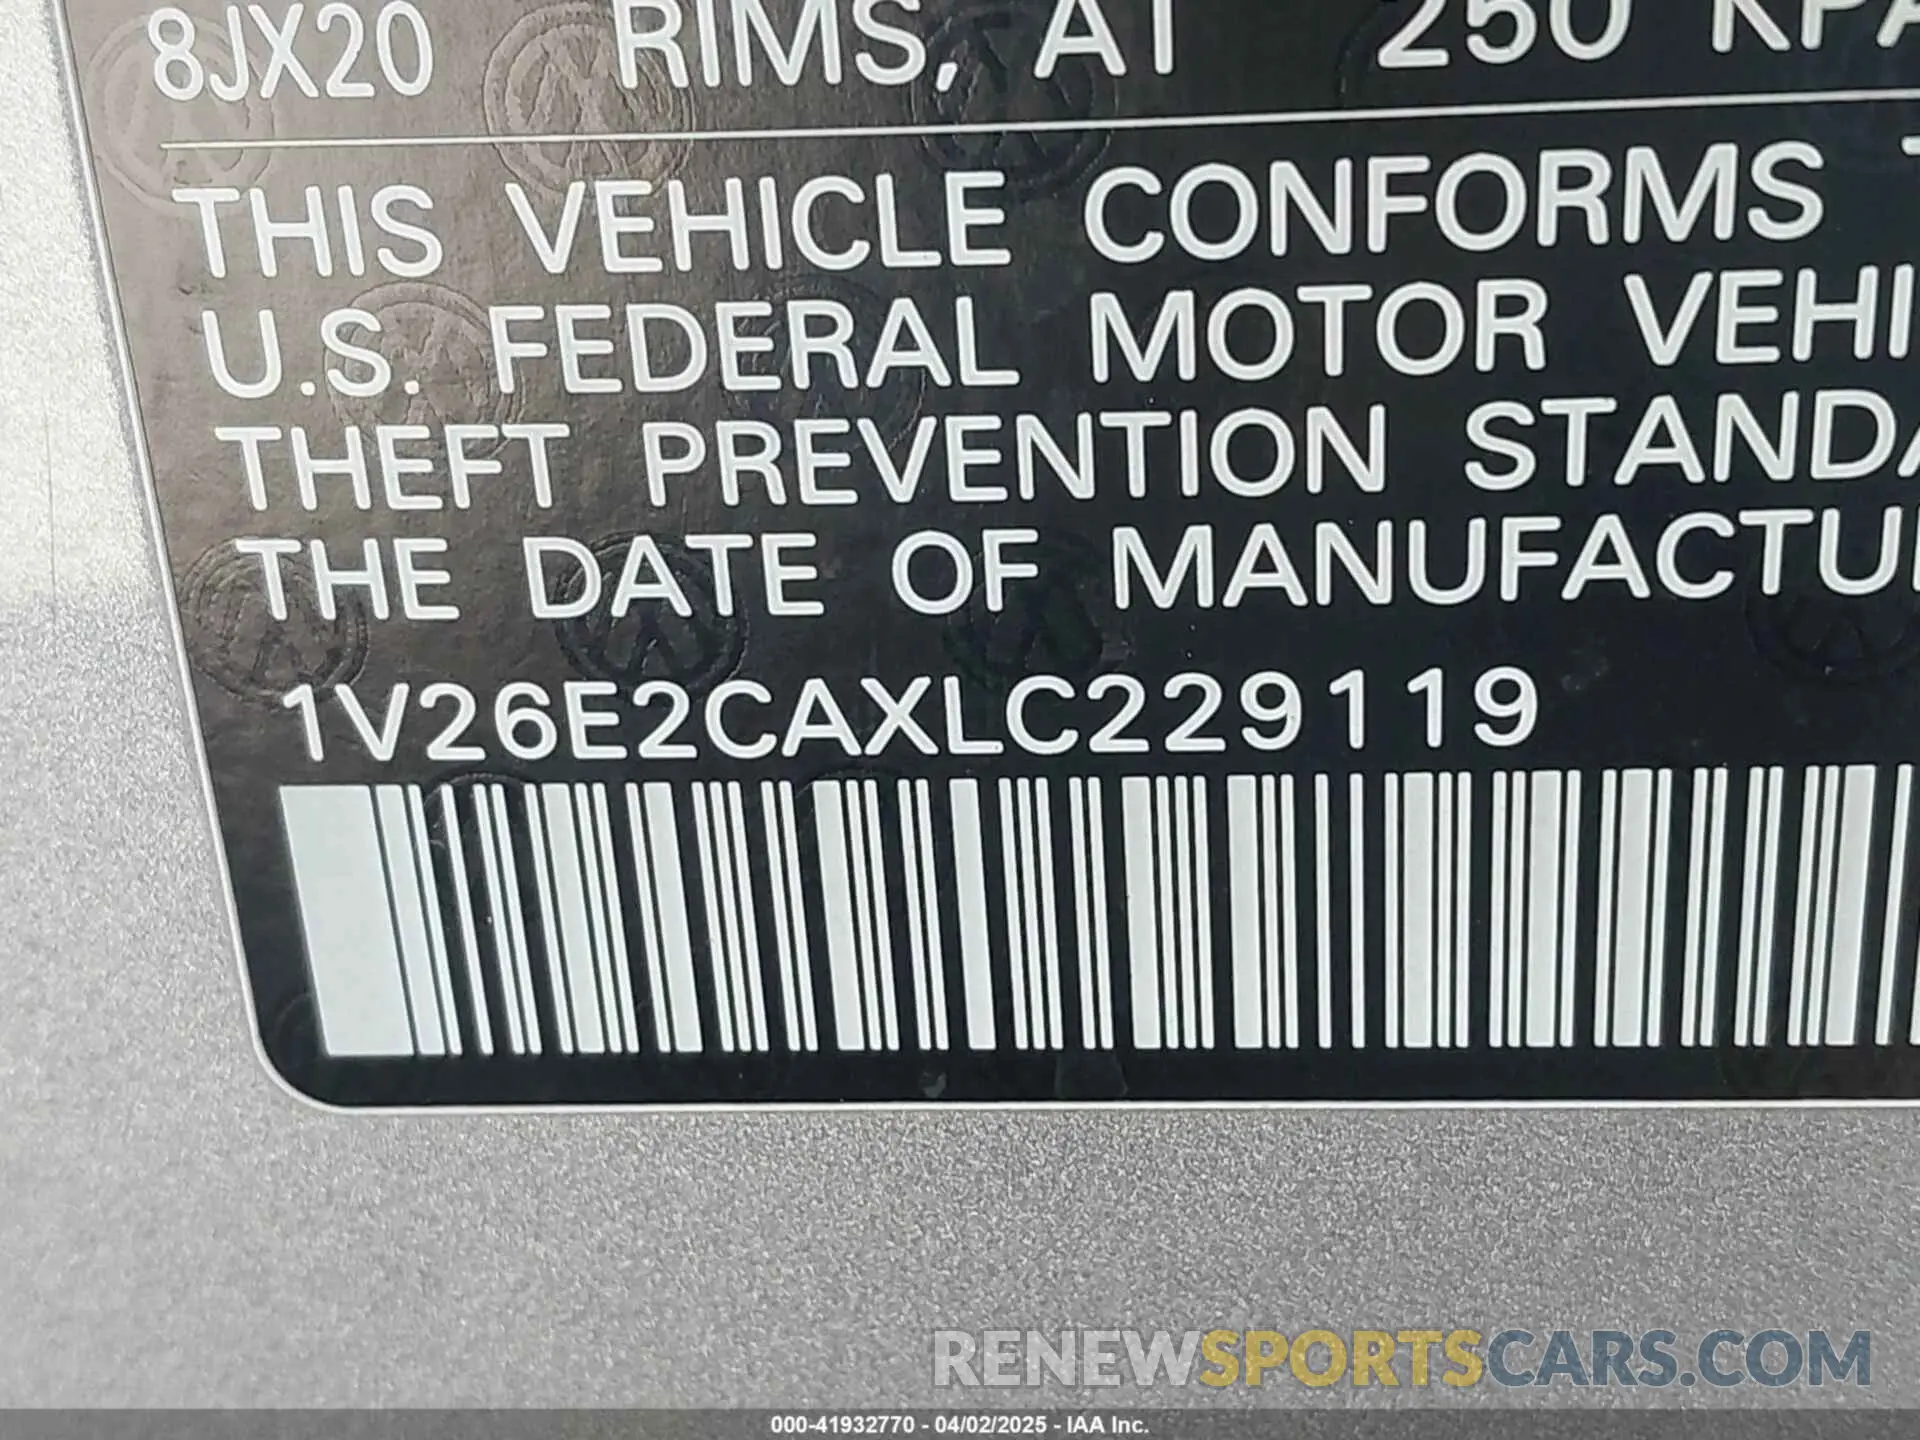 8JX20 RIMS, AT 250 KPA
THIS VEHICLE CONFORMS T
U.S. FEDERAL MOTOR VEHI
THEFT PREVENTION STANDA
THE DATE OF MANUFACTU
1V26E2CAXLC229119
RENEWSPORTSCARS.COM
000-41932770 - 04/02/2025 - IAA Inc.